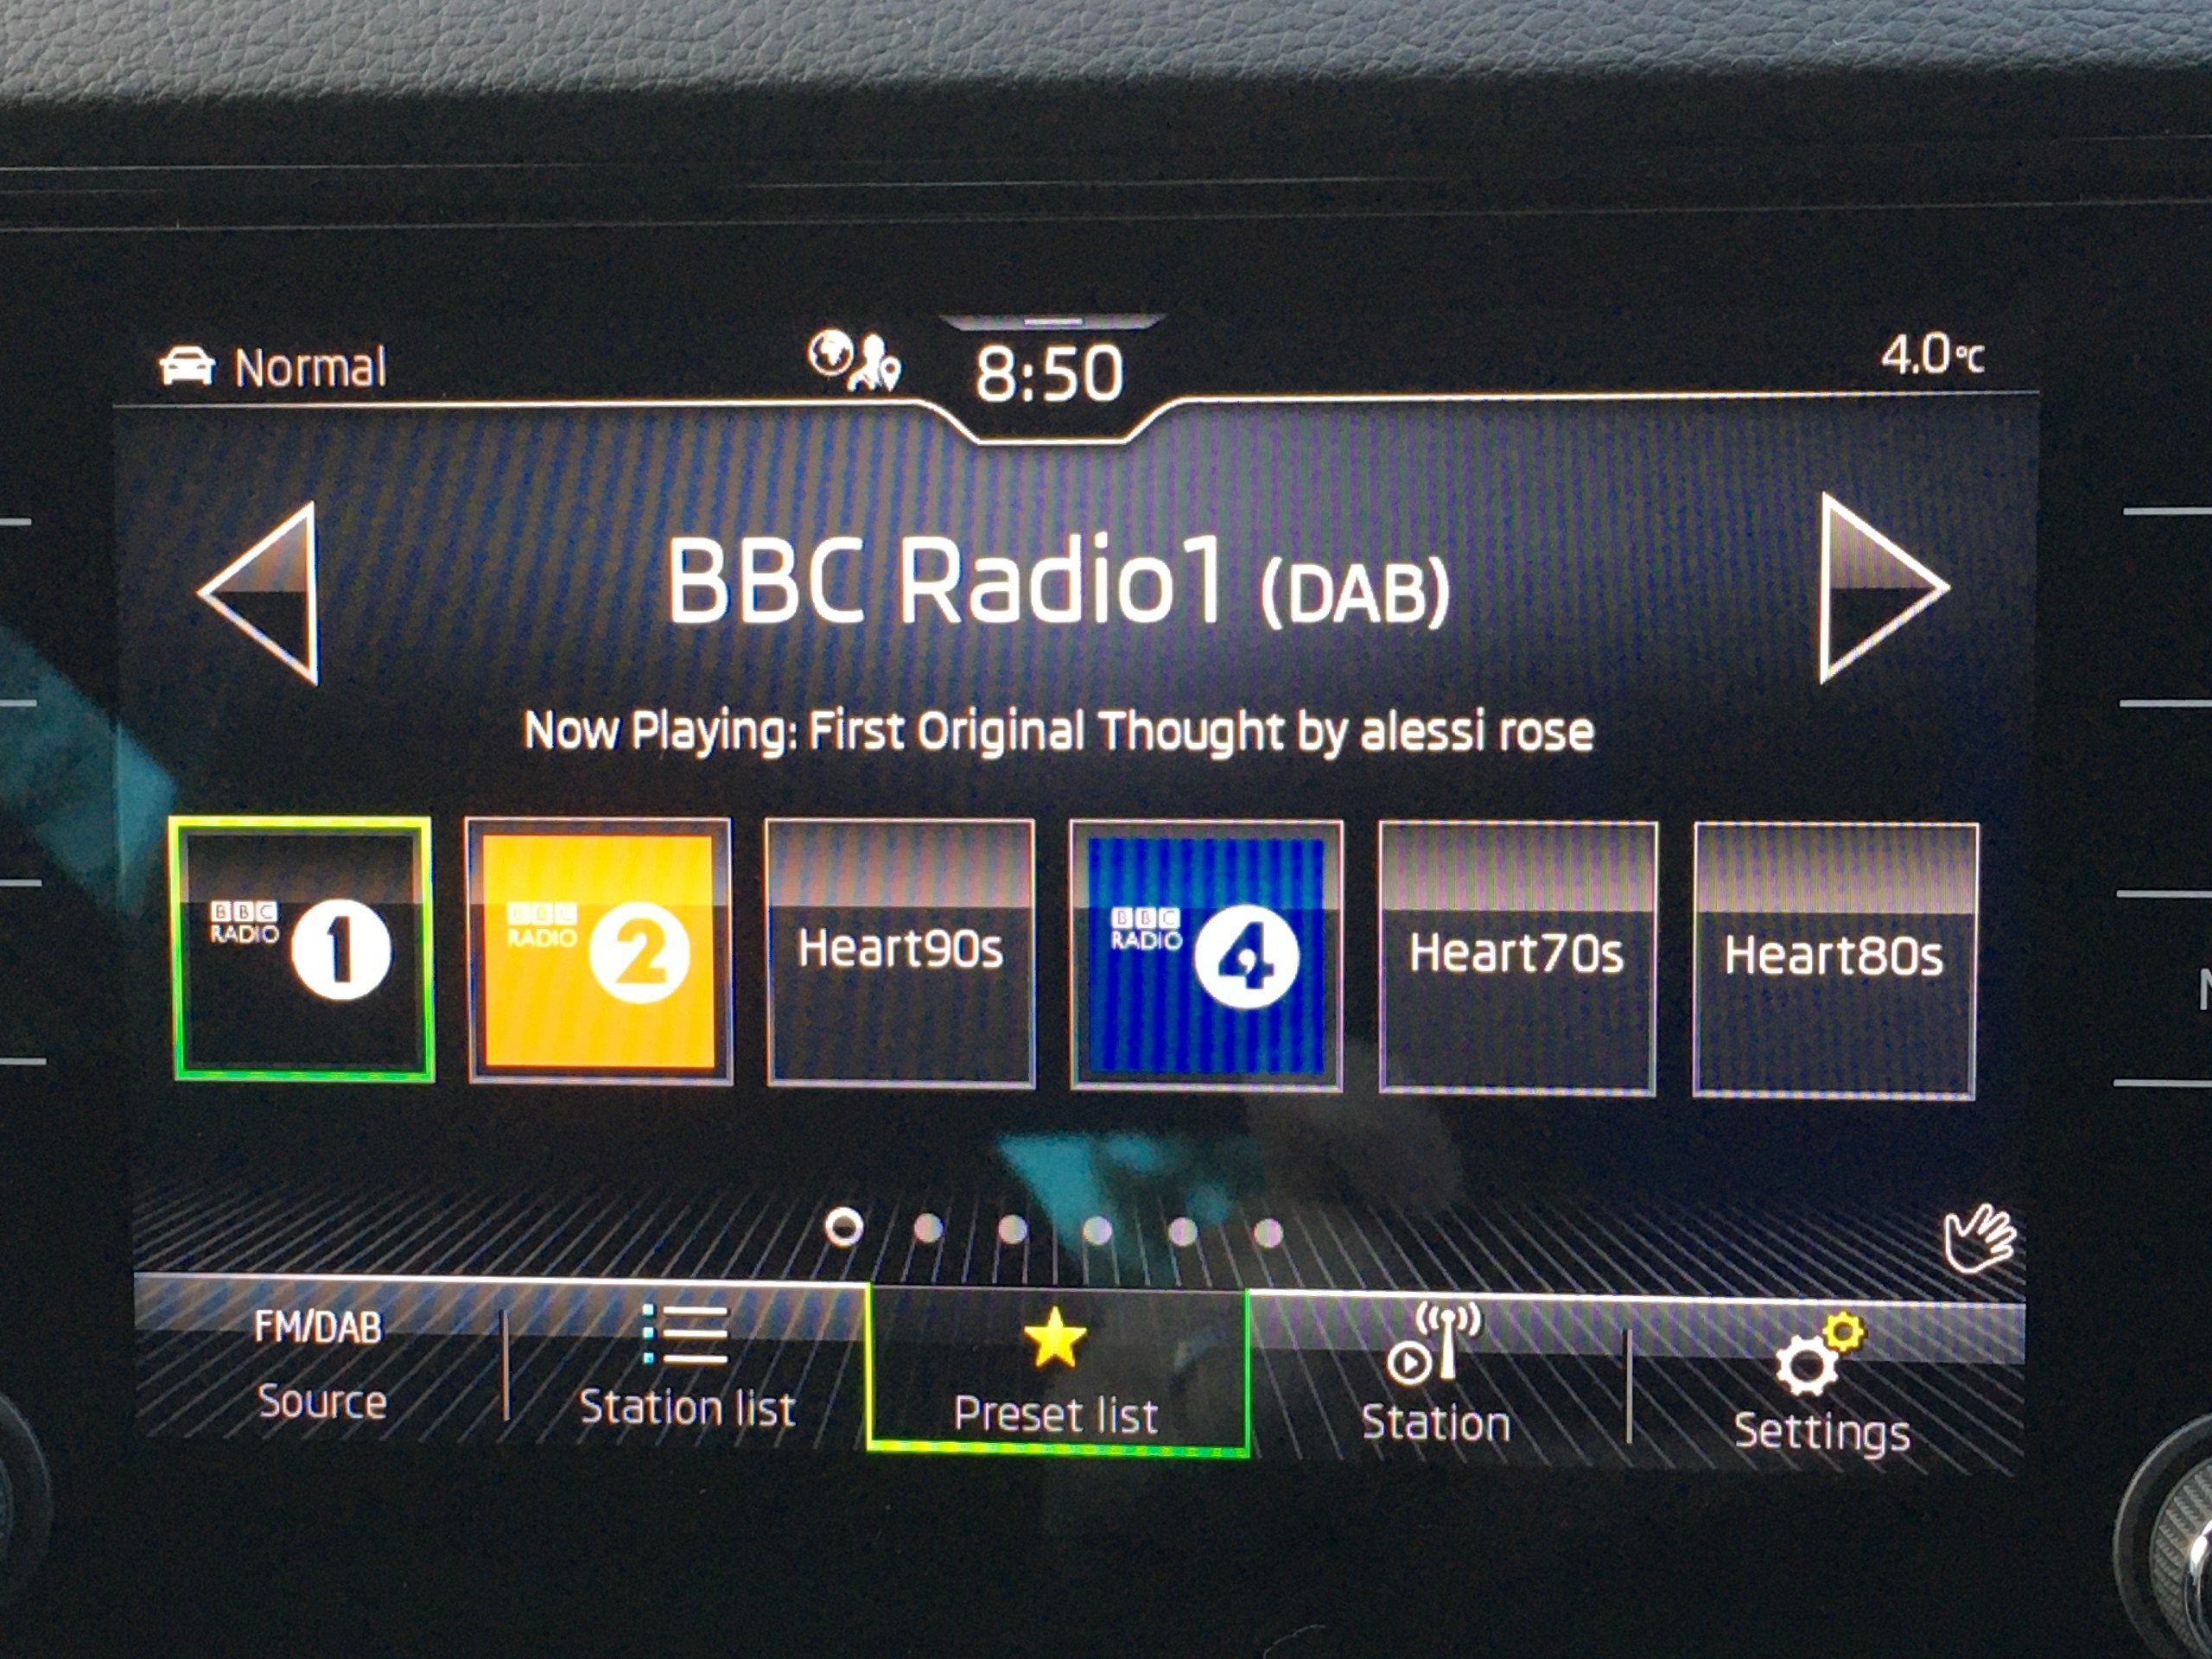 Normal
8:50
4.0°C
BBC Radio1 (DAB)
Now Playing: First Original Thought by alessi rose
BBC
RADIO 1
BBC
RADIO 2
Heart90s
BBC
RADIO 4
Heart70s
Heart80s
FM/DAB
Source
Station list
Preset list
Station
Settings